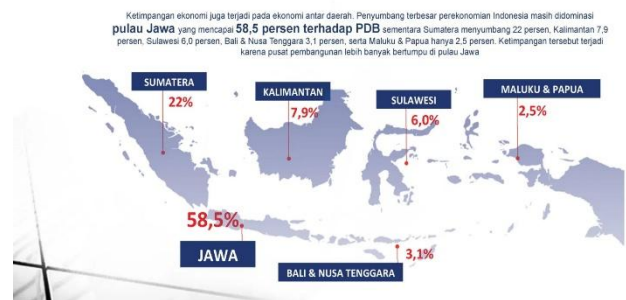 Ketimpangan ekonomi juga terjadi pada ekonomi antar daerah. Penyumbang terbesar perekonomian Indonesia masih didominasi
pulau Jawa yang mencapai 58,5 persen terhadap PDB sementara Sumatera menyumbang 22 persen, Kalimantan 7,9
persen, Sulawesi 6,0 persen, Bali & Nusa Tenggara 3,1 persen, serta Maluku & Papua hanya 2,5 persen. Ketimpangan tersebut terjadi
karena pusat pembangunan lebih banyak bertumpu di pulau Jawa
SUMATERA
22%
KALIMANTAN
7,9%
SULAWESI
6,0%
MALUKU & PAPUA
2,5%
58,5%.
JAWA
3,1%
BALI & NUSA TENGGARA